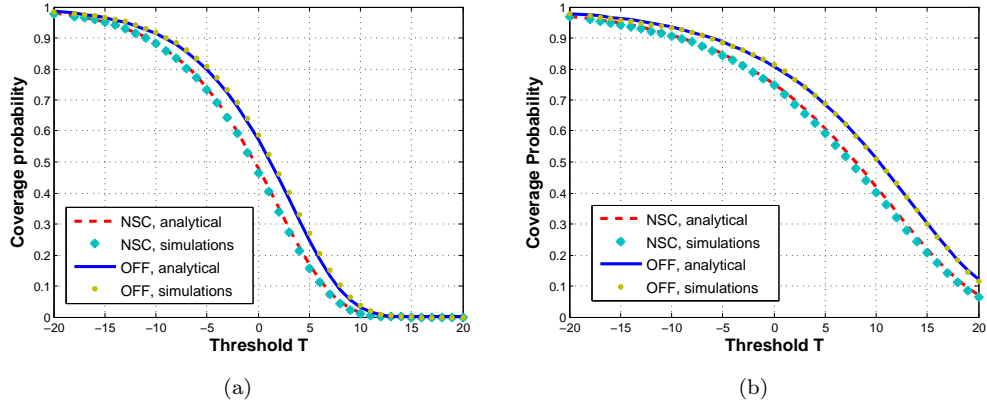 1
0.9
0.8
0.7
0.6
0.5
0.4
0.3
0.2
0.1
0
Coverage probability
NSC, analytical
NSC, simulations
OFF, analytical
OFF, simulations
−20 −15 −10 −5 0 5 10 15 20
Threshold T
(a)
1
0.9
0.8
0.7
0.6
0.5
0.4
0.3
0.2
0.1
0
Coverage Probability
NSC, analytical
NSC, simulations
OFF, analytical
OFF, simulations
−20 −15 −10 −5 0 5 10 15 20
Threshold T
(b)